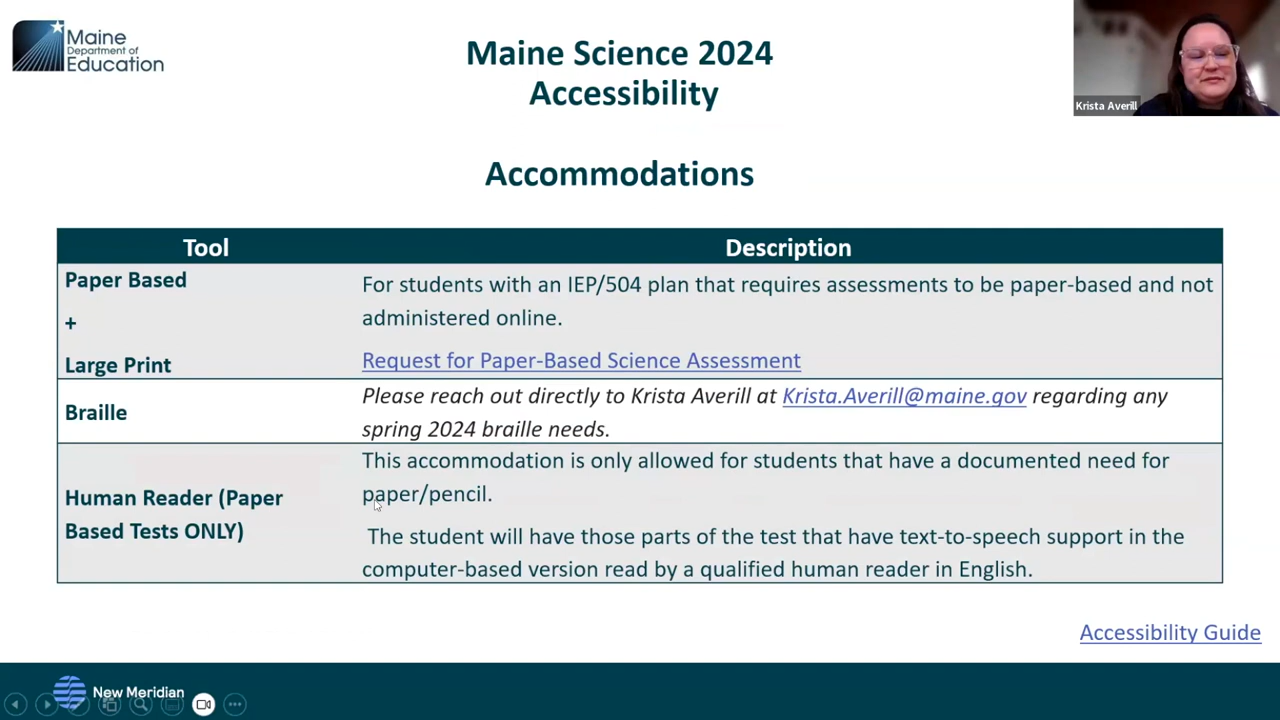 Maine
Department of
Education
Maine Science 2024
Accessibility
Krista Averill
Accommodations
Tool
Description
Paper Based
+
Large Print
For students with an IEP/504 plan that requires assessments to be paper-based and not
administered online.
Request for Paper-Based Science Assessment
Braille
Please reach out directly to Krista Averill at Krista.Averill@maine.gov regarding any
spring 2024 braille needs.
Human Reader (Paper
Based Tests ONLY)
This accommodation is only allowed for students that have a documented need for
paper/pencil.
The student will have those parts of the test that have text-to-speech support in the
computer-based version read by a qualified human reader in English.
Accessibility Guide
New Meridian